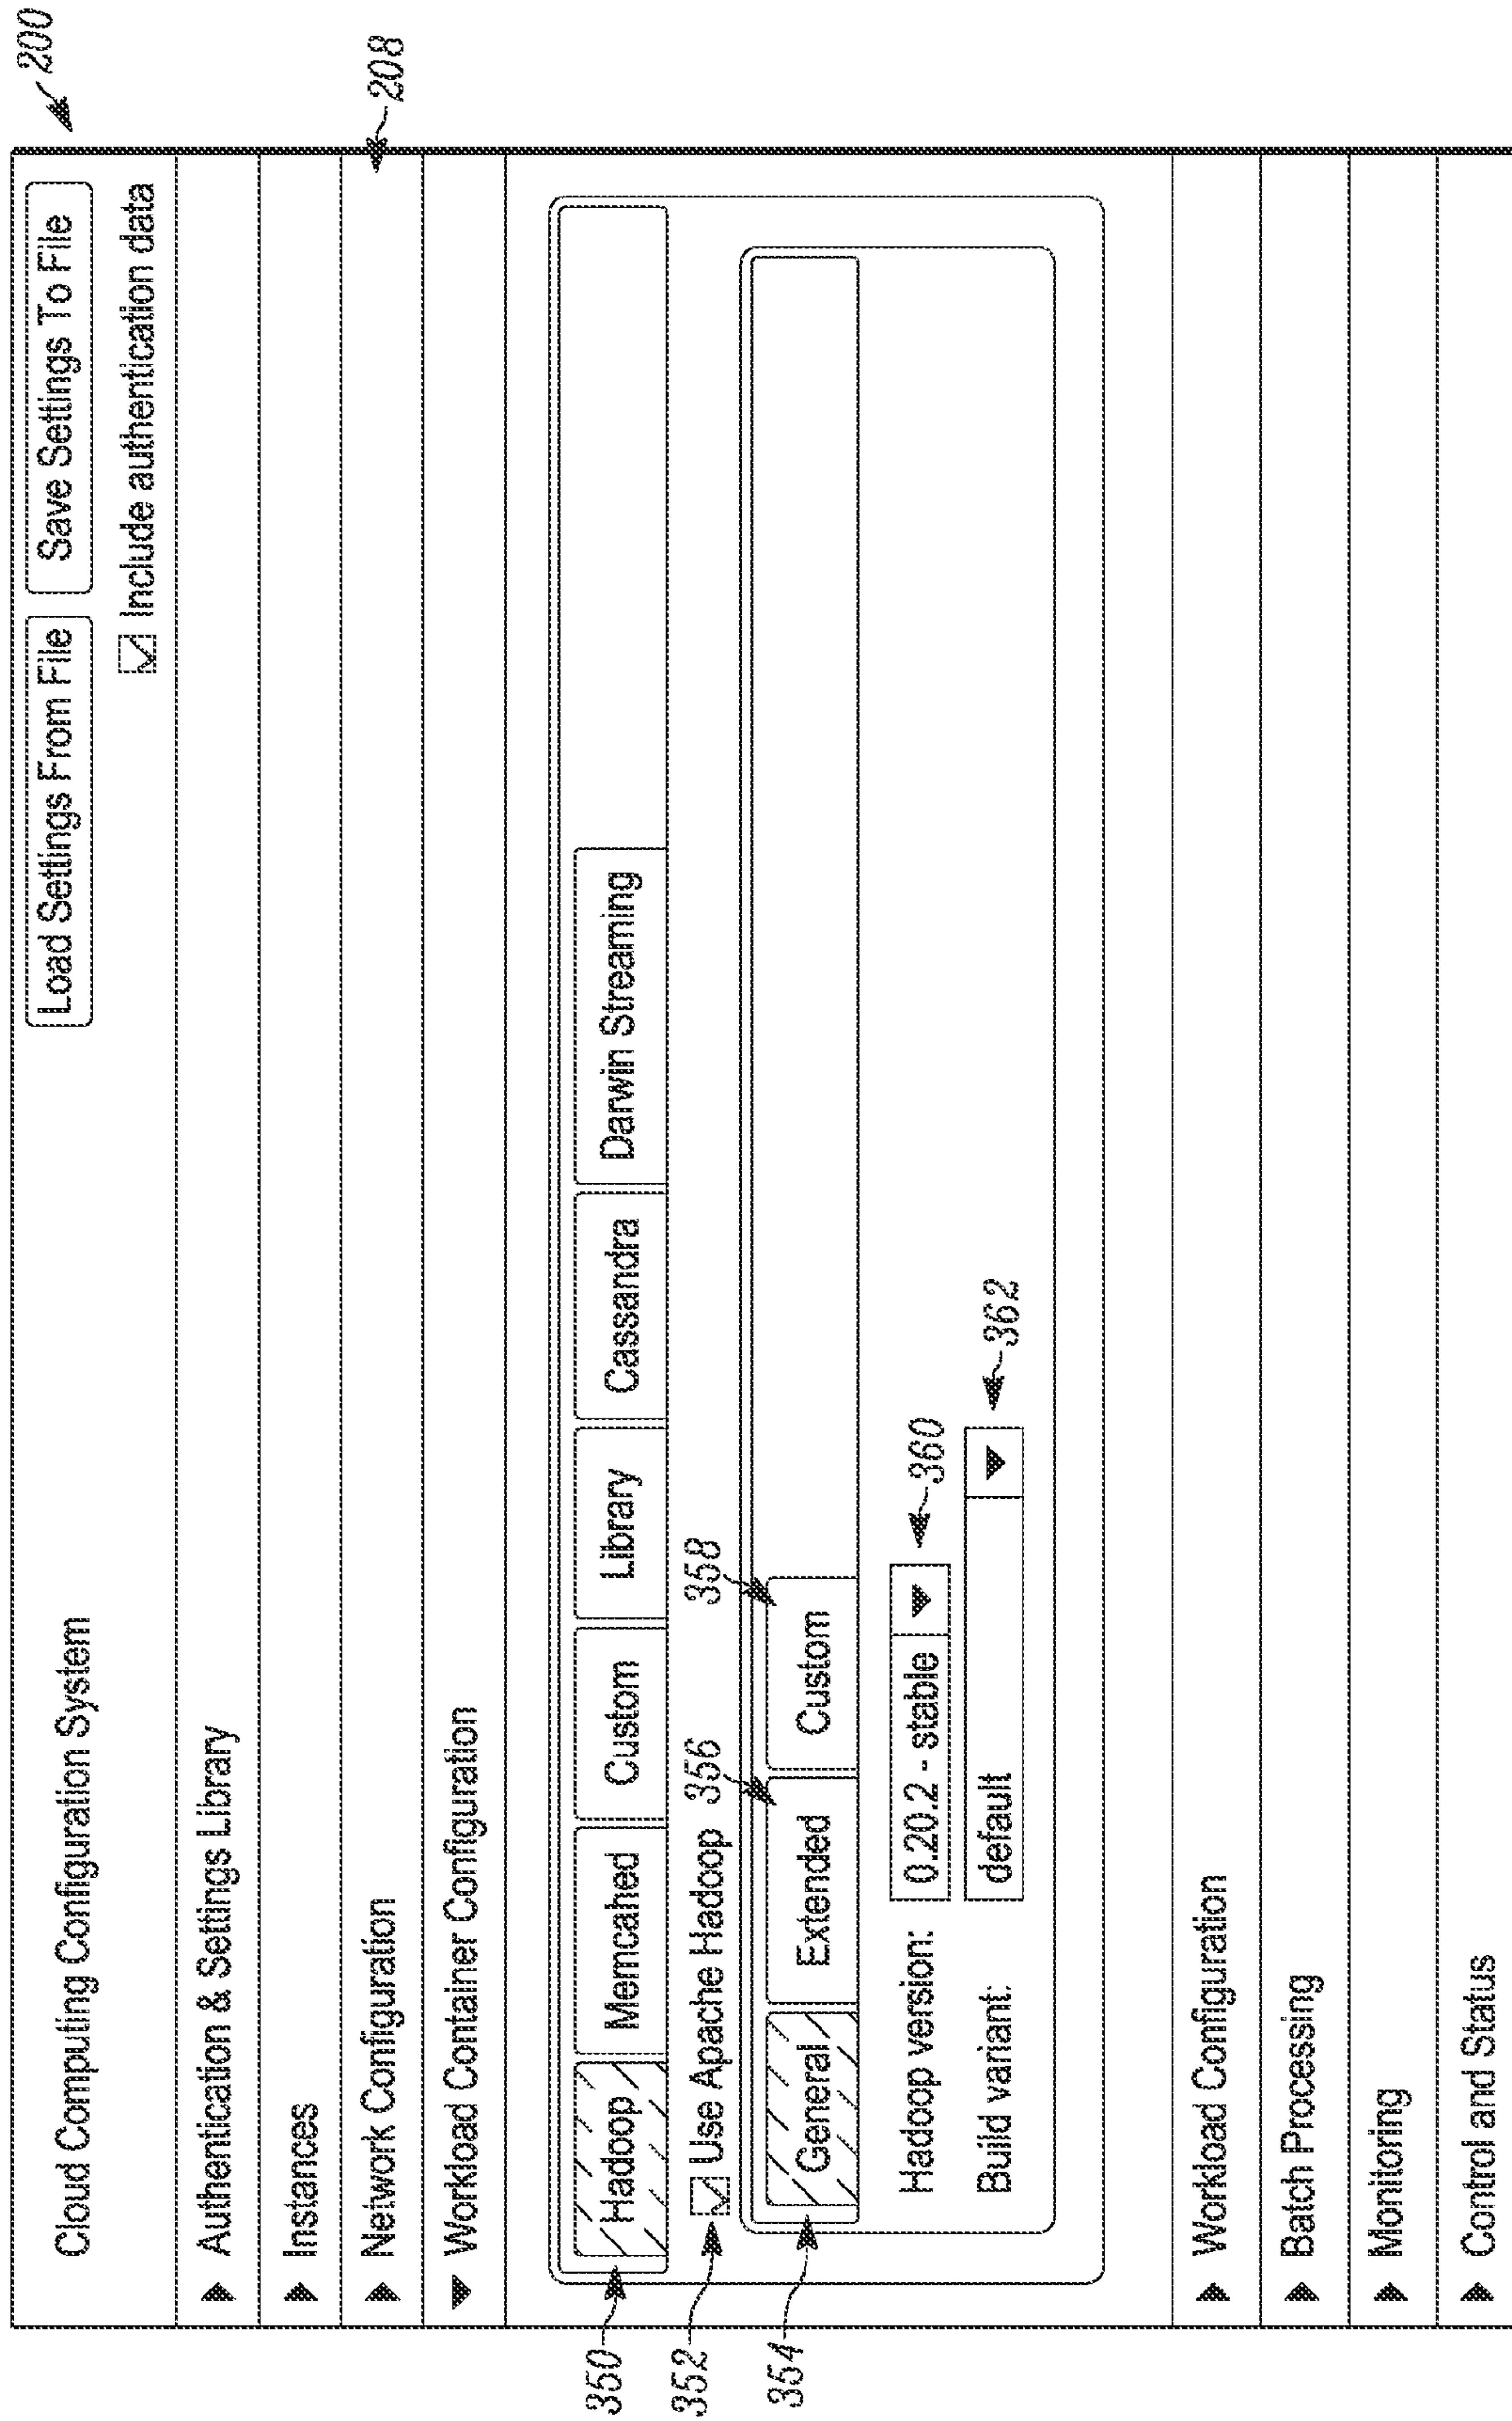 200
Cloud Computing Configuration System
Load Settings From File
Save Settings To File
Include authentication data
Authentication & Settings Library
Instances
Network Configuration
208
Workload Container Configuration
350
Hadoop
Memcahed
Custom
Library
Cassandra
Darwin Streaming
352
Use Apache Hadoop
356
358
354
General
Extended
Custom
Hadoop version:
0.20.2 - stable
360
Build variant:
default
362
Workload Configuration
Batch Processing
Monitoring
Control and Status